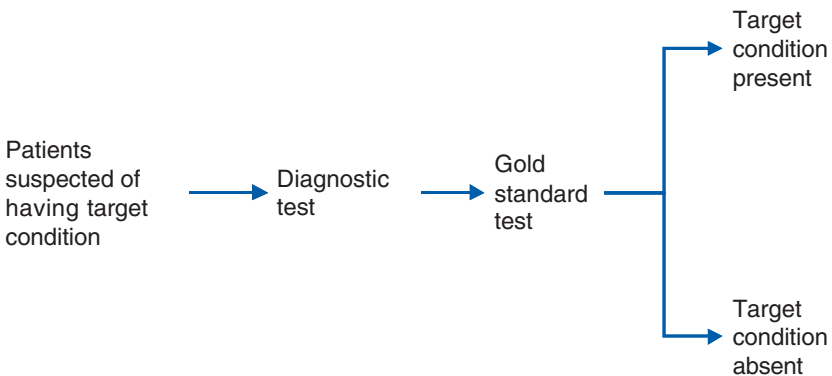 Patients
suspected of
having target
condition
Diagnostic
test
Gold
standard
test
Target
condition
present
Target
condition
absent